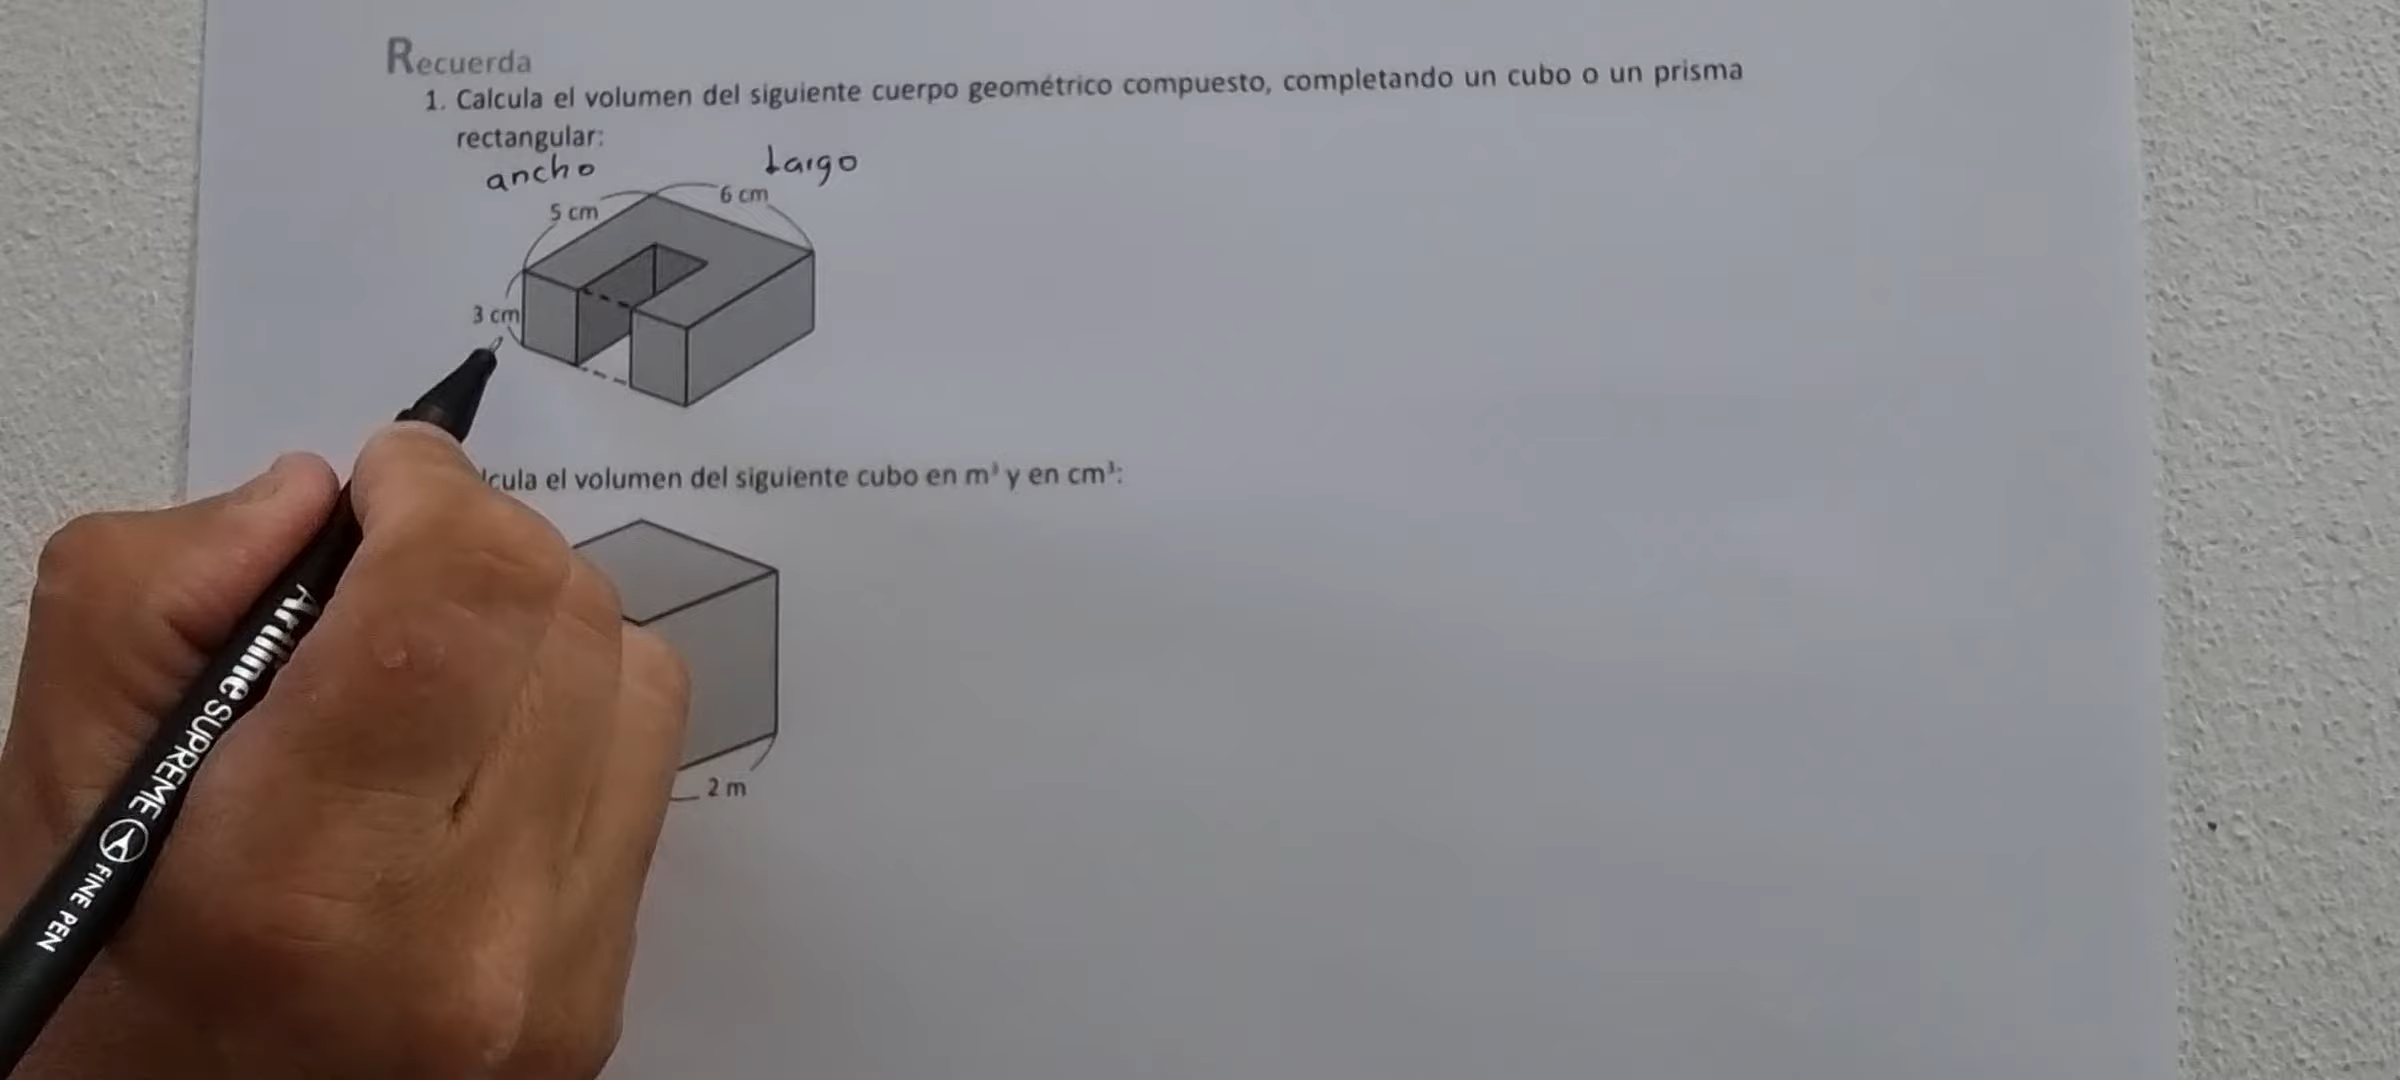 Recuerda
1. Calcula el volumen del siguiente cuerpo geométrico compuesto, completando un cubo o un prisma
rectangular:
ancho
Largo
5 cm
6 cm
3 cm
lcula el volumen del siguiente cubo en m³ y en cm³:
2 m
Artline SUPREME FINE PEN